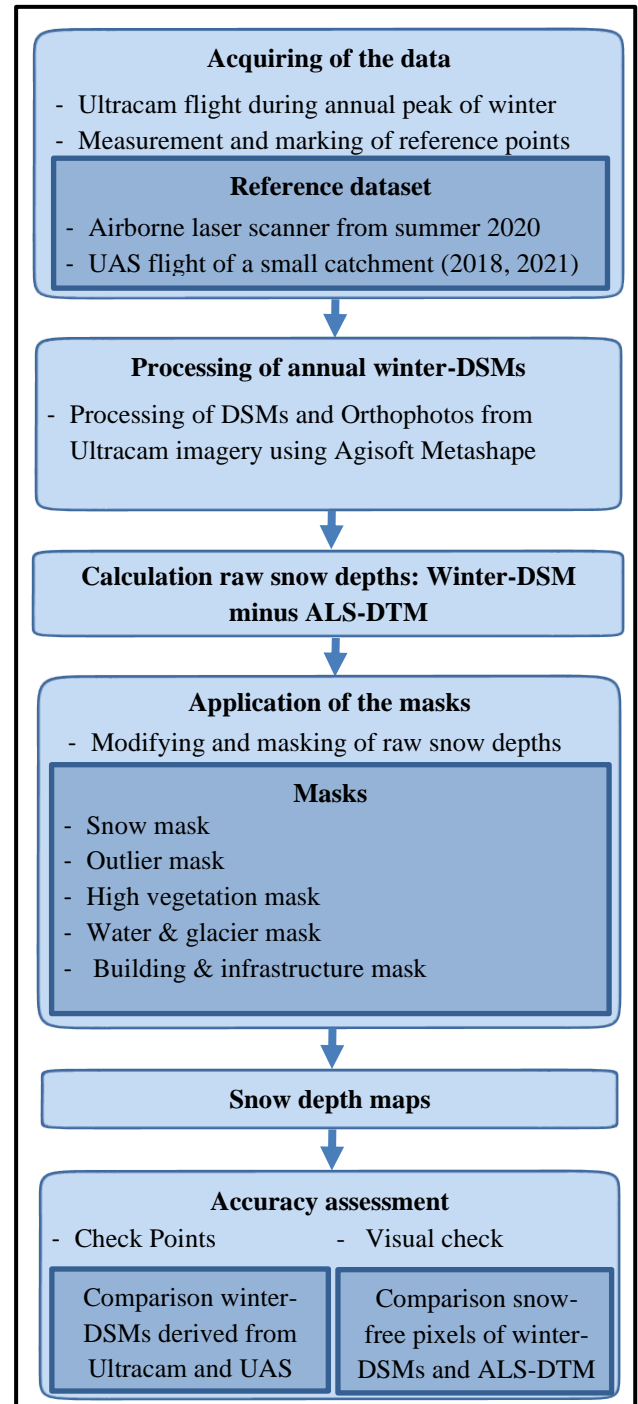 Acquiring of the data
- Ultracam flight during annual peak of winter
- Measurement and marking of reference points
Reference dataset
- Airborne laser scanner from summer 2020
- UAS flight of a small catchment (2018, 2021)
Processing of annual winter-DSMs
- Processing of DSMs and Orthophotos from
Ultracam imagery using Agisoft Metashape
Calculation raw snow depths: Winter-DSM
minus ALS-DTM
Application of the masks
- Modifying and masking of raw snow depths
Masks
- Snow mask
- Outlier mask
- High vegetation mask
- Water & glacier mask
- Building & infrastructure mask
Snow depth maps
Accuracy assessment
- Check Points
- Visual check
Comparison winter-
DSMs derived from
Ultracam and UAS
Comparison snow-
free pixels of winter-
DSMs and ALS-DTM